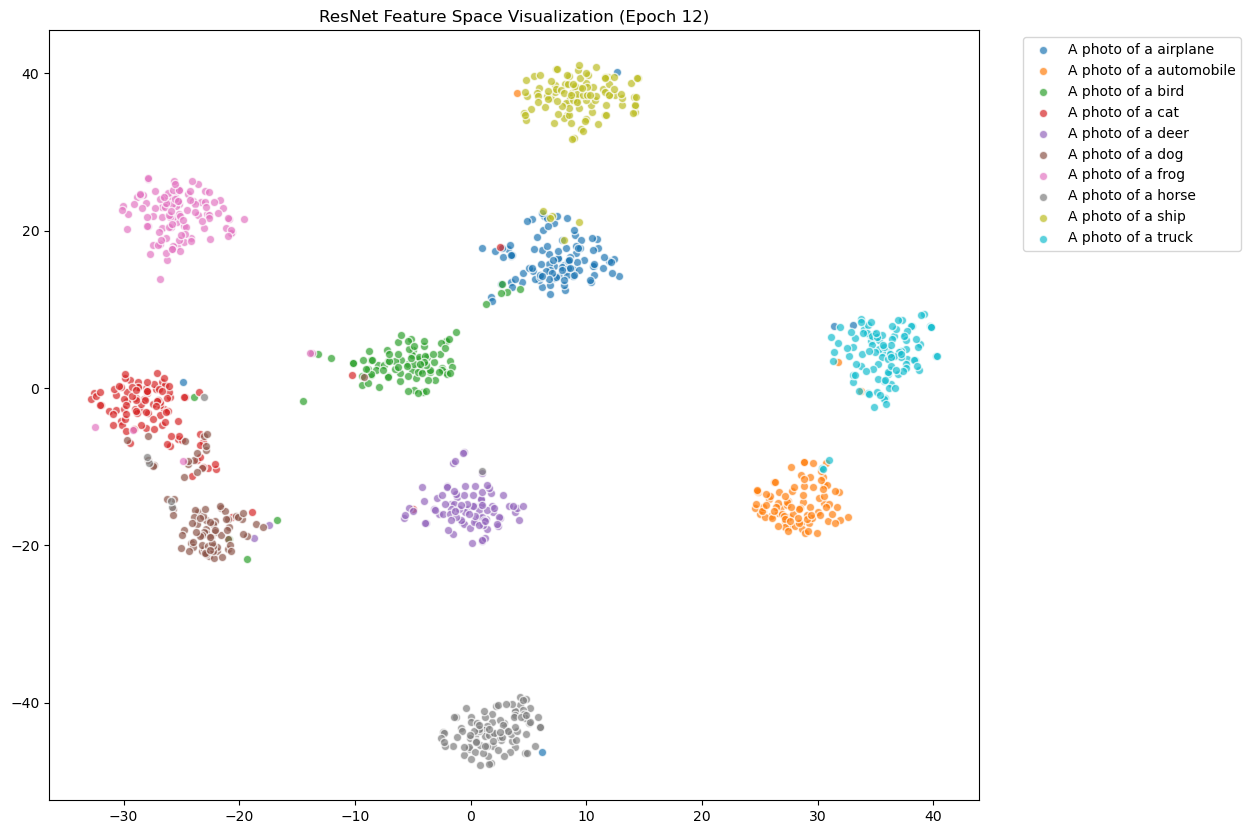 ResNet Feature Space Visualization (Epoch 12)
A photo of a airplane
A photo of a automobile
A photo of a bird
A photo of a cat
A photo of a deer
A photo of a dog
A photo of a frog
A photo of a horse
A photo of a ship
A photo of a truck
40
20
0
−20
−40
−30 −20 −10 0 10 20 30 40